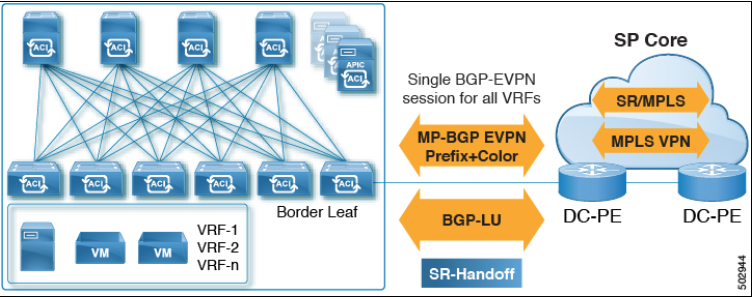 ACI
ACI
ACI
ACI
APIC
ACI
SP Core
Single BGP-EVPN
session for all VRFs
SR/MPLS
MP-BGP EVPN
Prefix+Color
MPLS VPN
ACI
ACI
ACI
ACI
ACI
ACI
Border Leaf
BGP-LU
DC-PE
DC-PE
VM
VM
VRF-1
VRF-2
VRF-n
SR-Handoff
502944